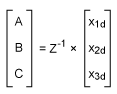 A x₁d
B = Z⁻¹ × x₂d
C x₃d